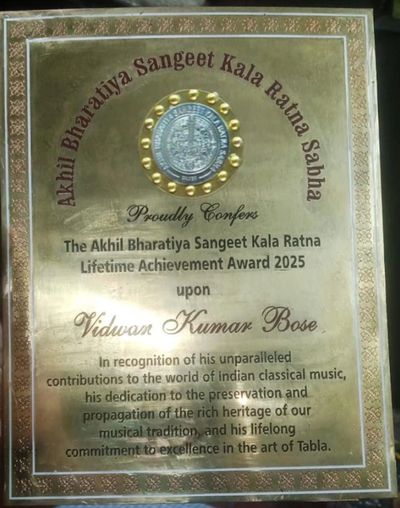 Akhil Bharatiya Sangeet Kala Ratna Sabha
Proudly Confers
The Akhil Bharatiya Sangeet Kala Ratna
Lifetime Achievement Award 2025
upon
Vidwan Kumar Bose
In recognition of his unparalleled
contributions to the world of Indian classical music,
his dedication to the preservation and
propagation of the rich heritage of our
musical tradition, and his lifelong
commitment to excellence in the art of Tabla.